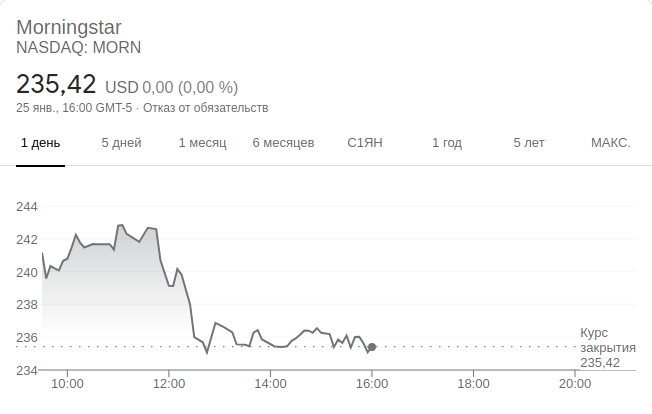 Morningstar
NASDAQ: MORN
235,42 USD 0,00 (0,00 %)
25 янв., 16:00 GMT-5 · Отказ от обязательств
1 день 5 дней 1 месяц 6 месяцев С1ЯН 1 год 5 лет МАКС.
244
242
240
238
236
234
Курс
закрытия
235,42
10:00 12:00 14:00 16:00 18:00 20:00